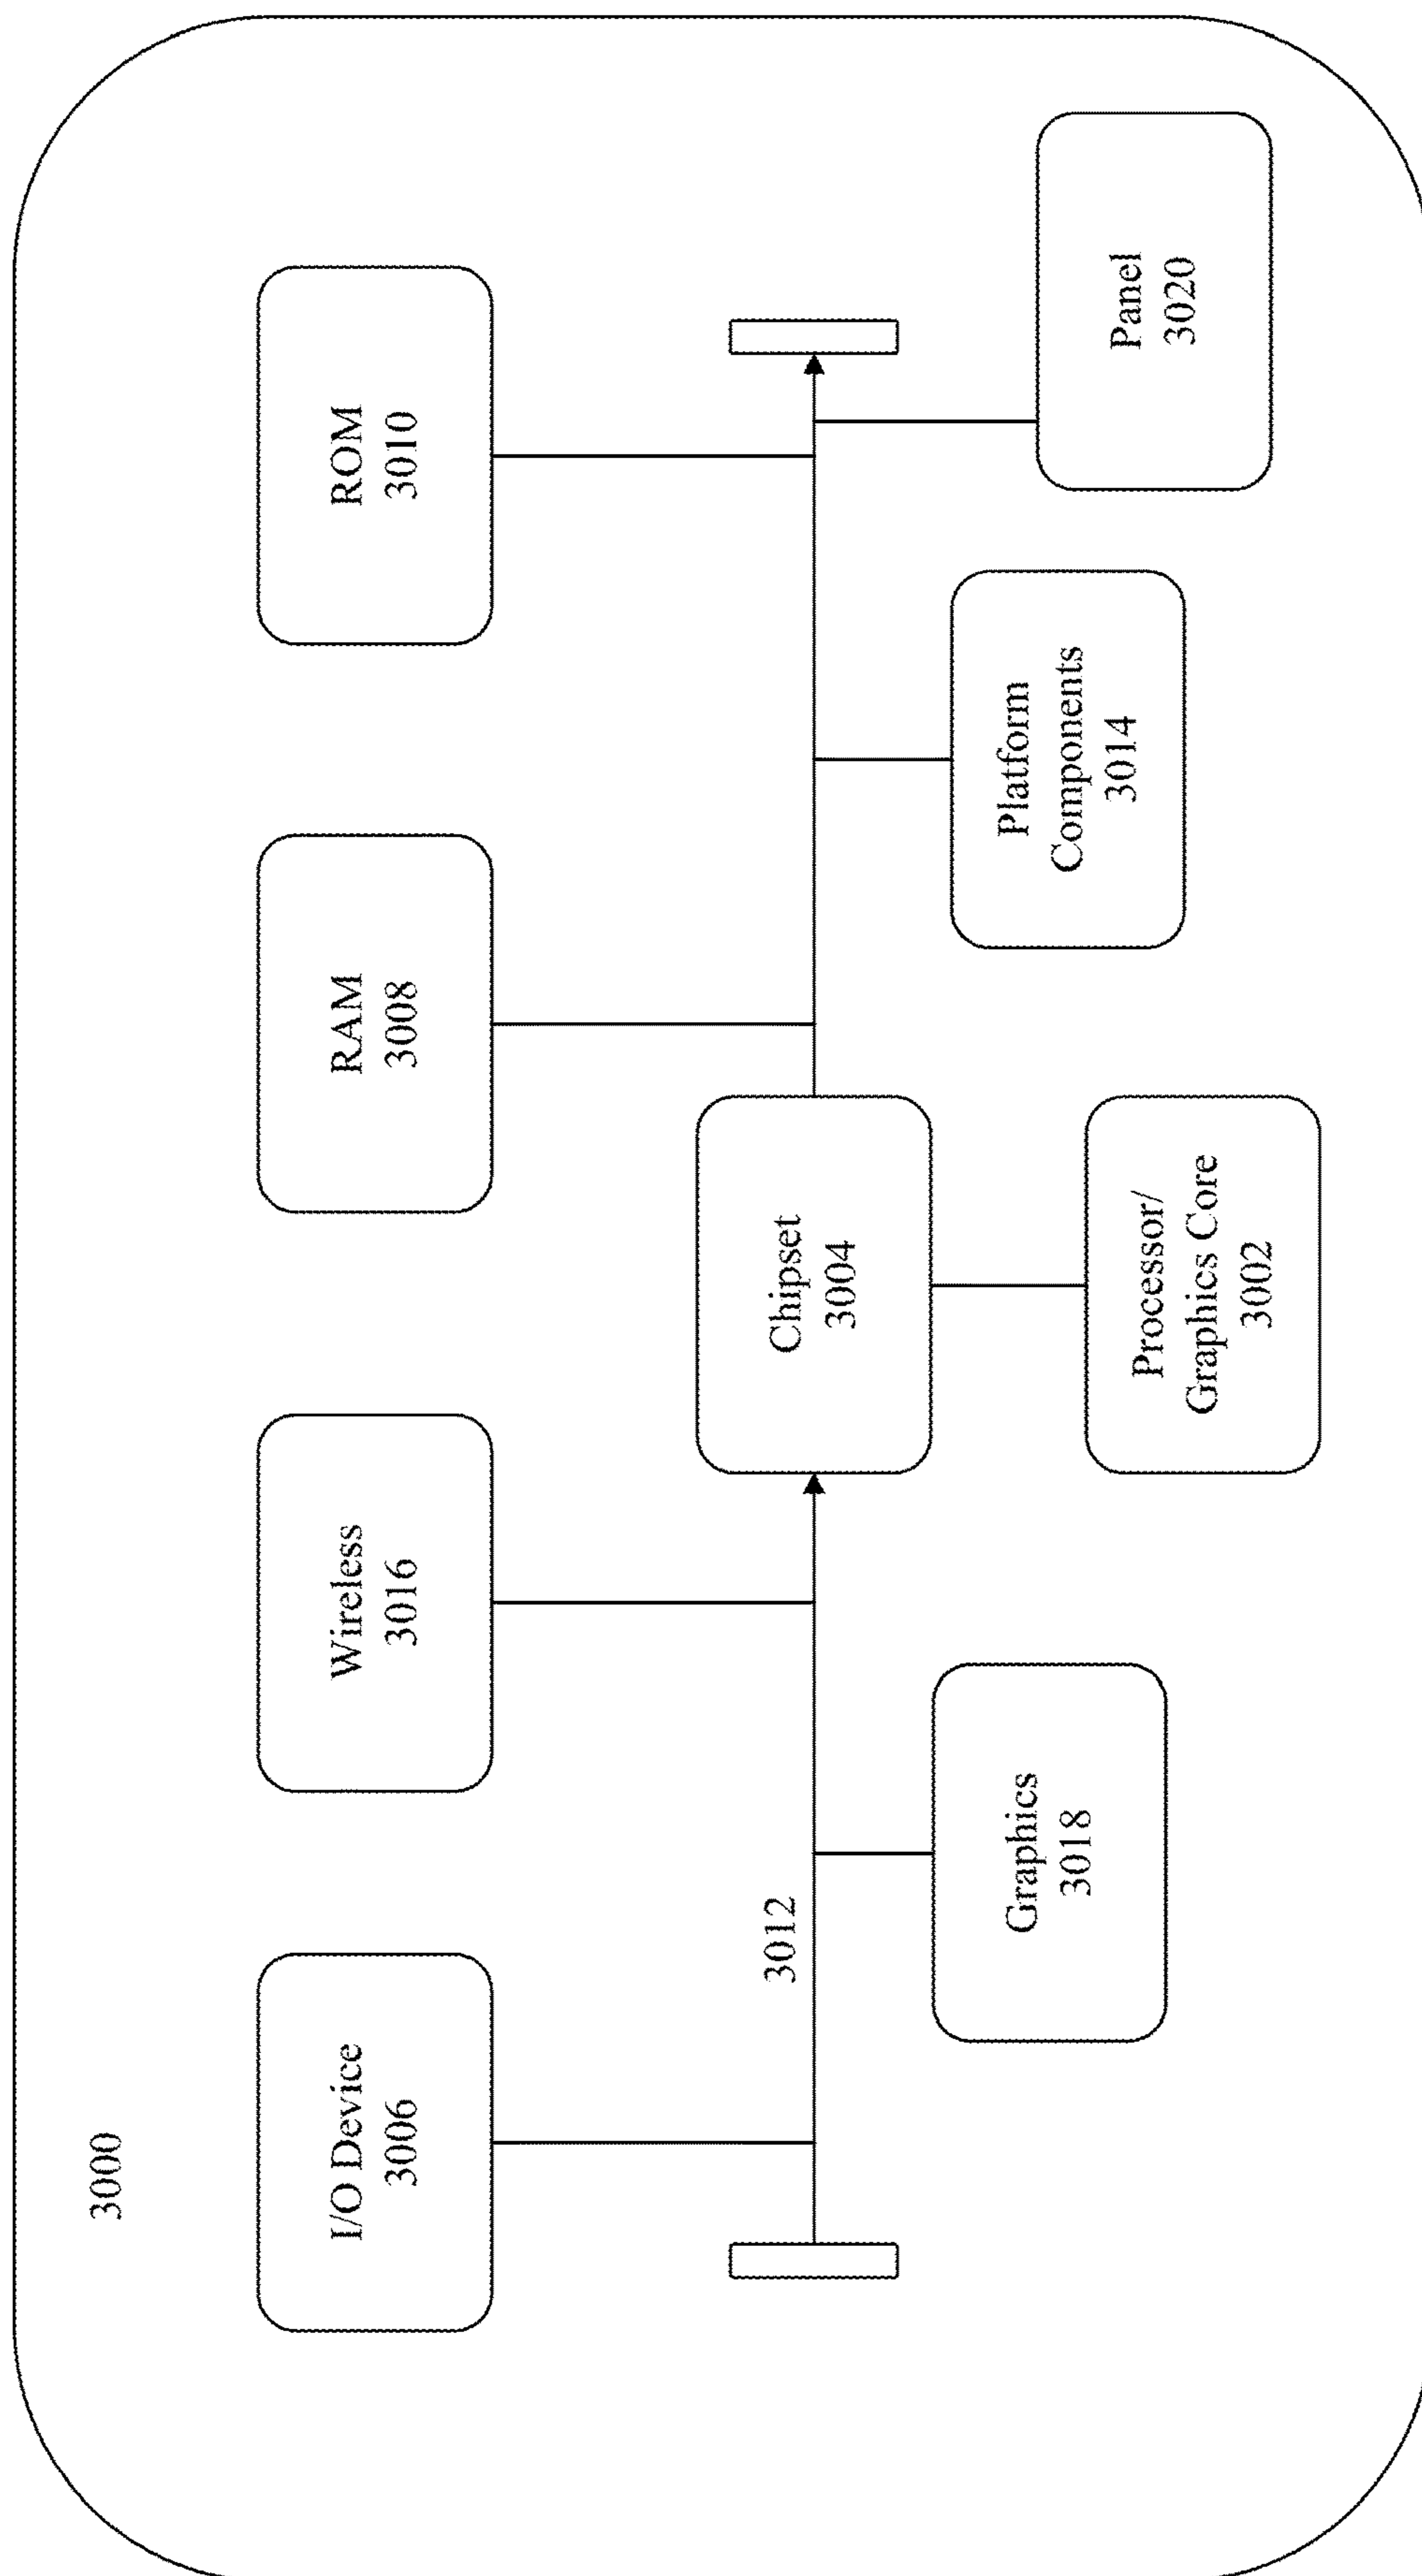 3000
I/O Device
3006
Wireless
3016
RAM
3008
ROM
3010
3012
Chipset
3004
Graphics
3018
Processor/
Graphics Core
3002
Platform
Components
3014
Panel
3020